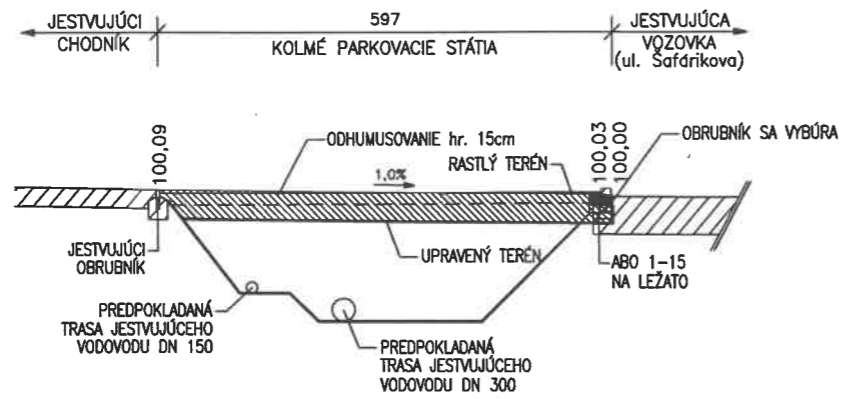 JESTVUJÚCI
CHODNÍK
597
KOLMÉ PARKOVACIE STÁTIA
JESTVUJÚCA
VOZOVKA
(ul. Šafárikova)
100,09
ODHUMUSOVANIE hr. 15cm
RASTLÝ TERÉN
1,0%
100,03
100,00
OBRUBNÍK SA VYBÚRA
JESTVUJÚCI
OBRUBNÍK
UPRAVENÝ TERÉN
ABO 1-15
NA LEŽATO
PREDPOKLADANÁ
TRASA JESTVUJÚCEHO
VODOVODU DN 150
PREDPOKLADANÁ
TRASA JESTVUJÚCEHO
VODOVODU DN 300